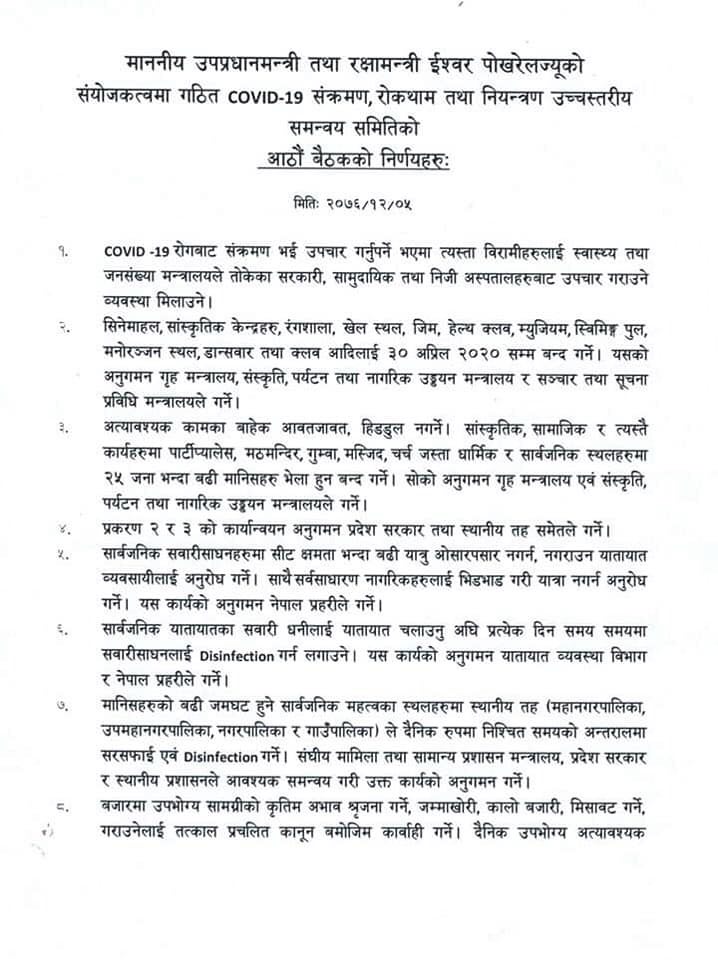 माननीय उपप्रधानमन्त्री तथा रक्षामन्त्री ईश्वर पोखरेलज्यूको
संयोजकत्वमा गठित COVID-19 संक्रमण, रोकथाम तथा नियन्त्रण उच्चस्तरीय
समन्वय समितिको
आठौं बैठकको निर्णयहरुः
मितिः २०७६/१२/०५
१. COVID -19 रोगबाट संक्रमण भई उपचार गर्नुपर्ने भएमा त्यस्ता विरामीहरुलाई स्वास्थ्य तथा
जनसंख्या मन्त्रालयले तोकेका सरकारी, सामुदायिक तथा निजी अस्पतालहरुबाट उपचार गराउने
व्यवस्था मिलाउने।
२. सिनेमाहल, सांस्कृतिक केन्द्रहरु, रंगशाला, खेल स्थल, जिम, हेल्थ क्लव, म्युजियम, स्विमिङ्ग पुल,
मनोरञ्जन स्थल, डान्सवार तथा क्लव आदिलाई ३० अप्रिल २०२० सम्म बन्द गर्ने। यसको
अनुगमन गृह मन्त्रालय, संस्कृति, पर्यटन तथा नागरिक उड्डयन मन्त्रालय र सञ्चार तथा सूचना
प्रविधि मन्त्रालयले गर्ने।
३. अत्यावश्यक कामका बाहेक आवतजावत, हिडडुल नगर्ने। सांस्कृतिक, सामाजिक र त्यस्तै
कार्यहरुमा पार्टीप्यालेस, मठमन्दिर, गुम्वा, मस्जिद, चर्च जस्ता धार्मिक र सार्वजनिक स्थलहरुमा
२५ जना भन्दा बढी मानिसहरु भेला हुन बन्द गर्ने। सोको अनुगमन गृह मन्त्रालय एवं संस्कृति,
पर्यटन तथा नागरिक उड्डयन मन्त्रालयले गर्ने।
४. प्रकरण २ र ३ को कार्यान्वयन अनुगमन प्रदेश सरकार तथा स्थानीय तह समेतले गर्ने।
५. सार्वजनिक सवारीसाधनहरुमा सीट क्षमता भन्दा बढी यात्रु ओसारपसार नगर्न, नगराउन यातायात
व्यवसायीलाई अनुरोध गर्ने। साथै सर्वसाधारण नागरिकहरुलाई भिडभाड गरी यात्रा नगर्न अनुरोध
गर्ने। यस कार्यको अनुगमन नेपाल प्रहरीले गर्ने।
६. सार्वजनिक यातायातका सवारी धनीलाई यातायात चलाउनु अघि प्रत्येक दिन समय समयमा
सवारीसाधनलाई Disinfection गर्न लगाउने। यस कार्यको अनुगमन यातायात व्यवस्था विभाग
र नेपाल प्रहरीले गर्ने।
७. मानिसहरुको बढी जमघट हुने सार्वजनिक महत्वका स्थलहरुमा स्थानीय तह (महानगरपालिका,
उपमहानगरपालिका, नगरपालिका र गाउँपालिका) ले दैनिक रुपमा निश्चित समयको अन्तरालमा
सरसफाई एवं Disinfection गर्ने। संघीय मामिला तथा सामान्य प्रशासन मन्त्रालय, प्रदेश सरकार
र स्थानीय प्रशासनले आवश्यक समन्वय गरी उक्त कार्यको अनुगमन गर्ने।
८. बजारमा उपभोग्य सामग्रीको कृतिम अभाव श्रृजना गर्ने, जम्माखोरी, कालो बजारी, मिसावट गर्ने,
गराउनेलाई तत्काल प्रचलित कानून बमोजिम कार्वाही गर्ने। दैनिक उपभोग्य अत्यावश्यक